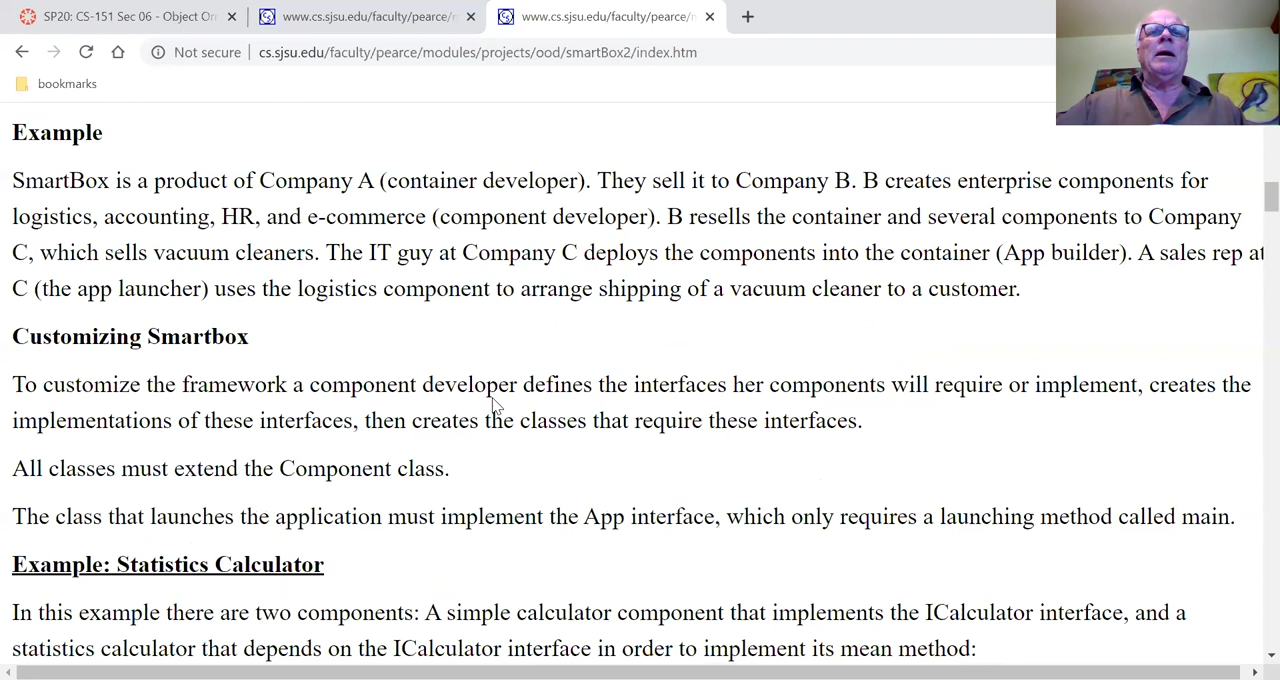 SP20: CS-151 Sec 06 - Object Or
www.cs.sjsu.edu/faculty/pearce/
www.cs.sjsu.edu/faculty/pearce/
Not secure
cs.sjsu.edu/faculty/pearce/modules/projects/ood/smartBox2/index.htm
bookmarks
Example
SmartBox is a product of Company A (container developer). They sell it to Company B. B creates enterprise components for
logistics, accounting, HR, and e-commerce (component developer). B resells the container and several components to Company
C, which sells vacuum cleaners. The IT guy at Company C deploys the components into the container (App builder). A sales rep at
C (the app launcher) uses the logistics component to arrange shipping of a vacuum cleaner to a customer.
Customizing Smartbox
To customize the framework a component developer defines the interfaces her components will require or implement, creates the
implementations of these interfaces, then creates the classes that require these interfaces.
All classes must extend the Component class.
The class that launches the application must implement the App interface, which only requires a launching method called main.
Example: Statistics Calculator
In this example there are two components: A simple calculator component that implements the ICalculator interface, and a
statistics calculator that depends on the ICalculator interface in order to implement its mean method: